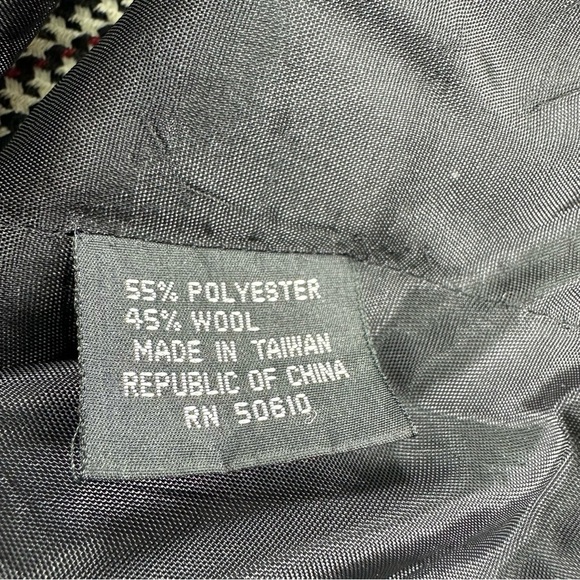 55% POLYESTER
45% WOOL
MADE IN TAIWAN
REPUBLIC OF CHINA
RN 50610